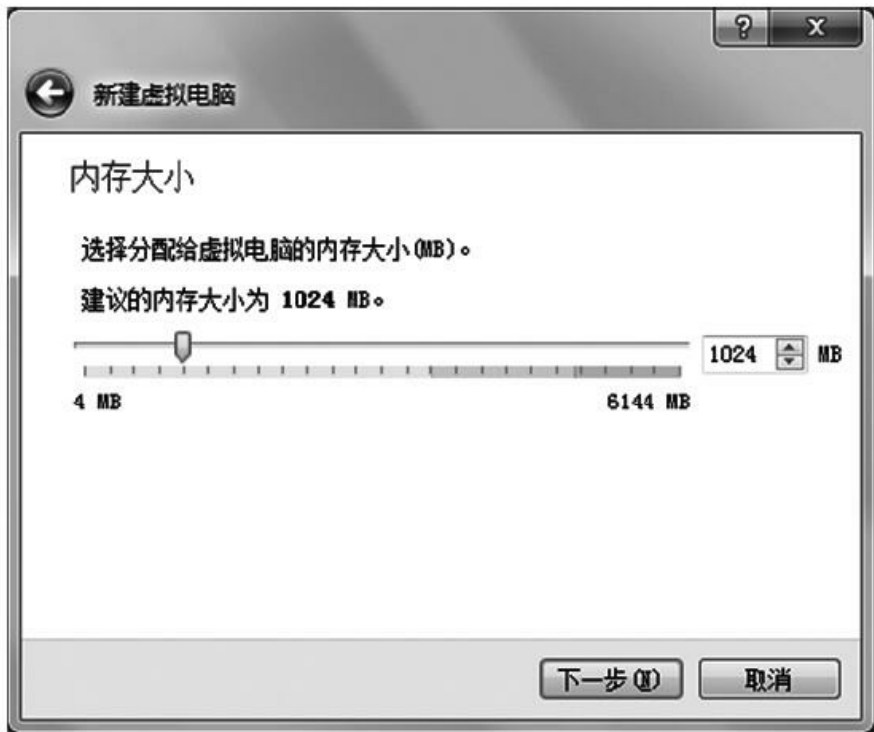 ?
X
新建虚拟电脑
内存大小
选择分配给虚拟电脑的内存大小(MB)。
建议的内存大小为 1024 MB。
1024 MB
4 MB 6144 MB
下一步(N) 取消